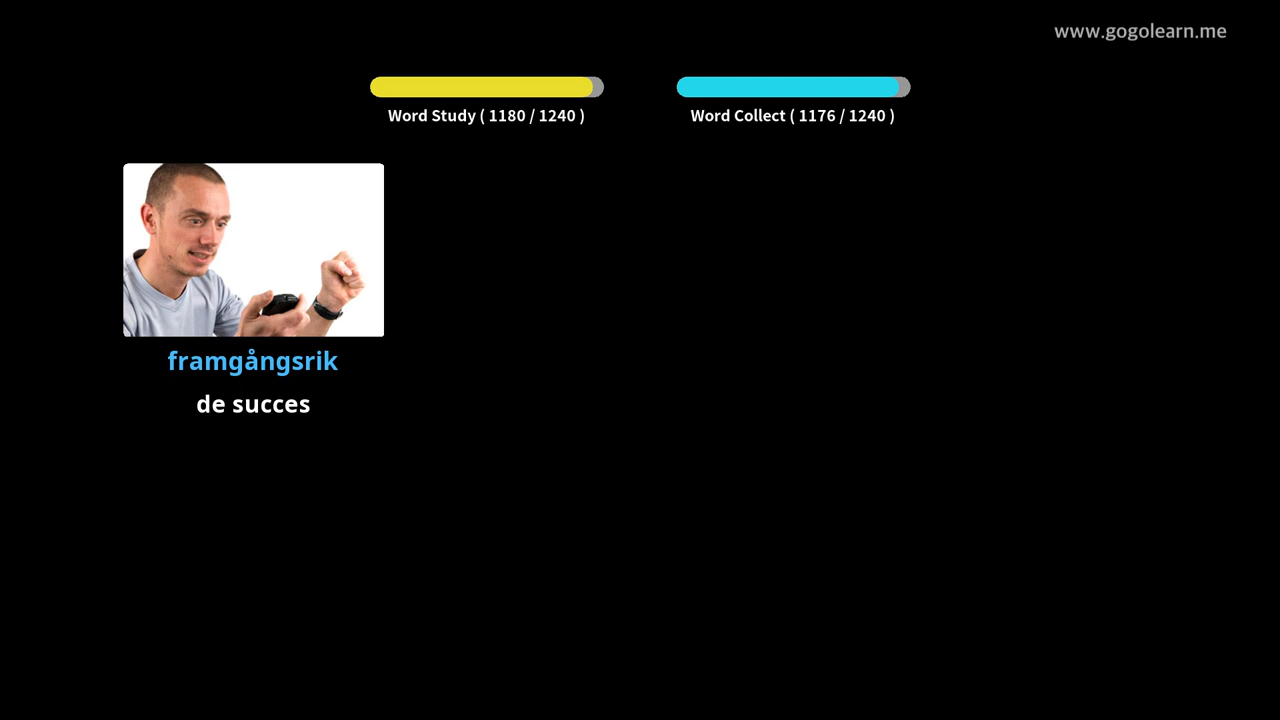 www.gogolearn.me
Word Study ( 1180 / 1240 )
Word Collect ( 1176 / 1240 )
framgångsrik
de succes